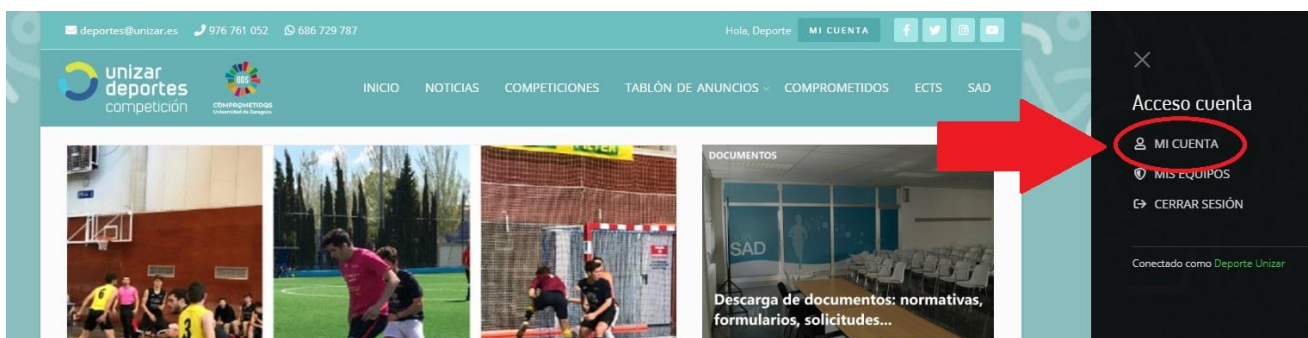 deportes@unizar.es 976 761 052 686 729 787
Hola, Deporte MI CUENTA
unizar
deportes
competición
ODS
COMPROMETIDOS
Universidad de Zaragoza
INICIO NOTICIAS COMPETICIONES TABLÓN DE ANUNCIOS COMPROMETIDOS ECTS SAD
DOCUMENTOS
SAD
3
Descarga de documentos: normativas,
formularios, solicitudes...
Acceso cuenta
MI CUENTA
MIS EQUIPOS
CERRAR SESIÓN
Conectado como Deporte Unizar